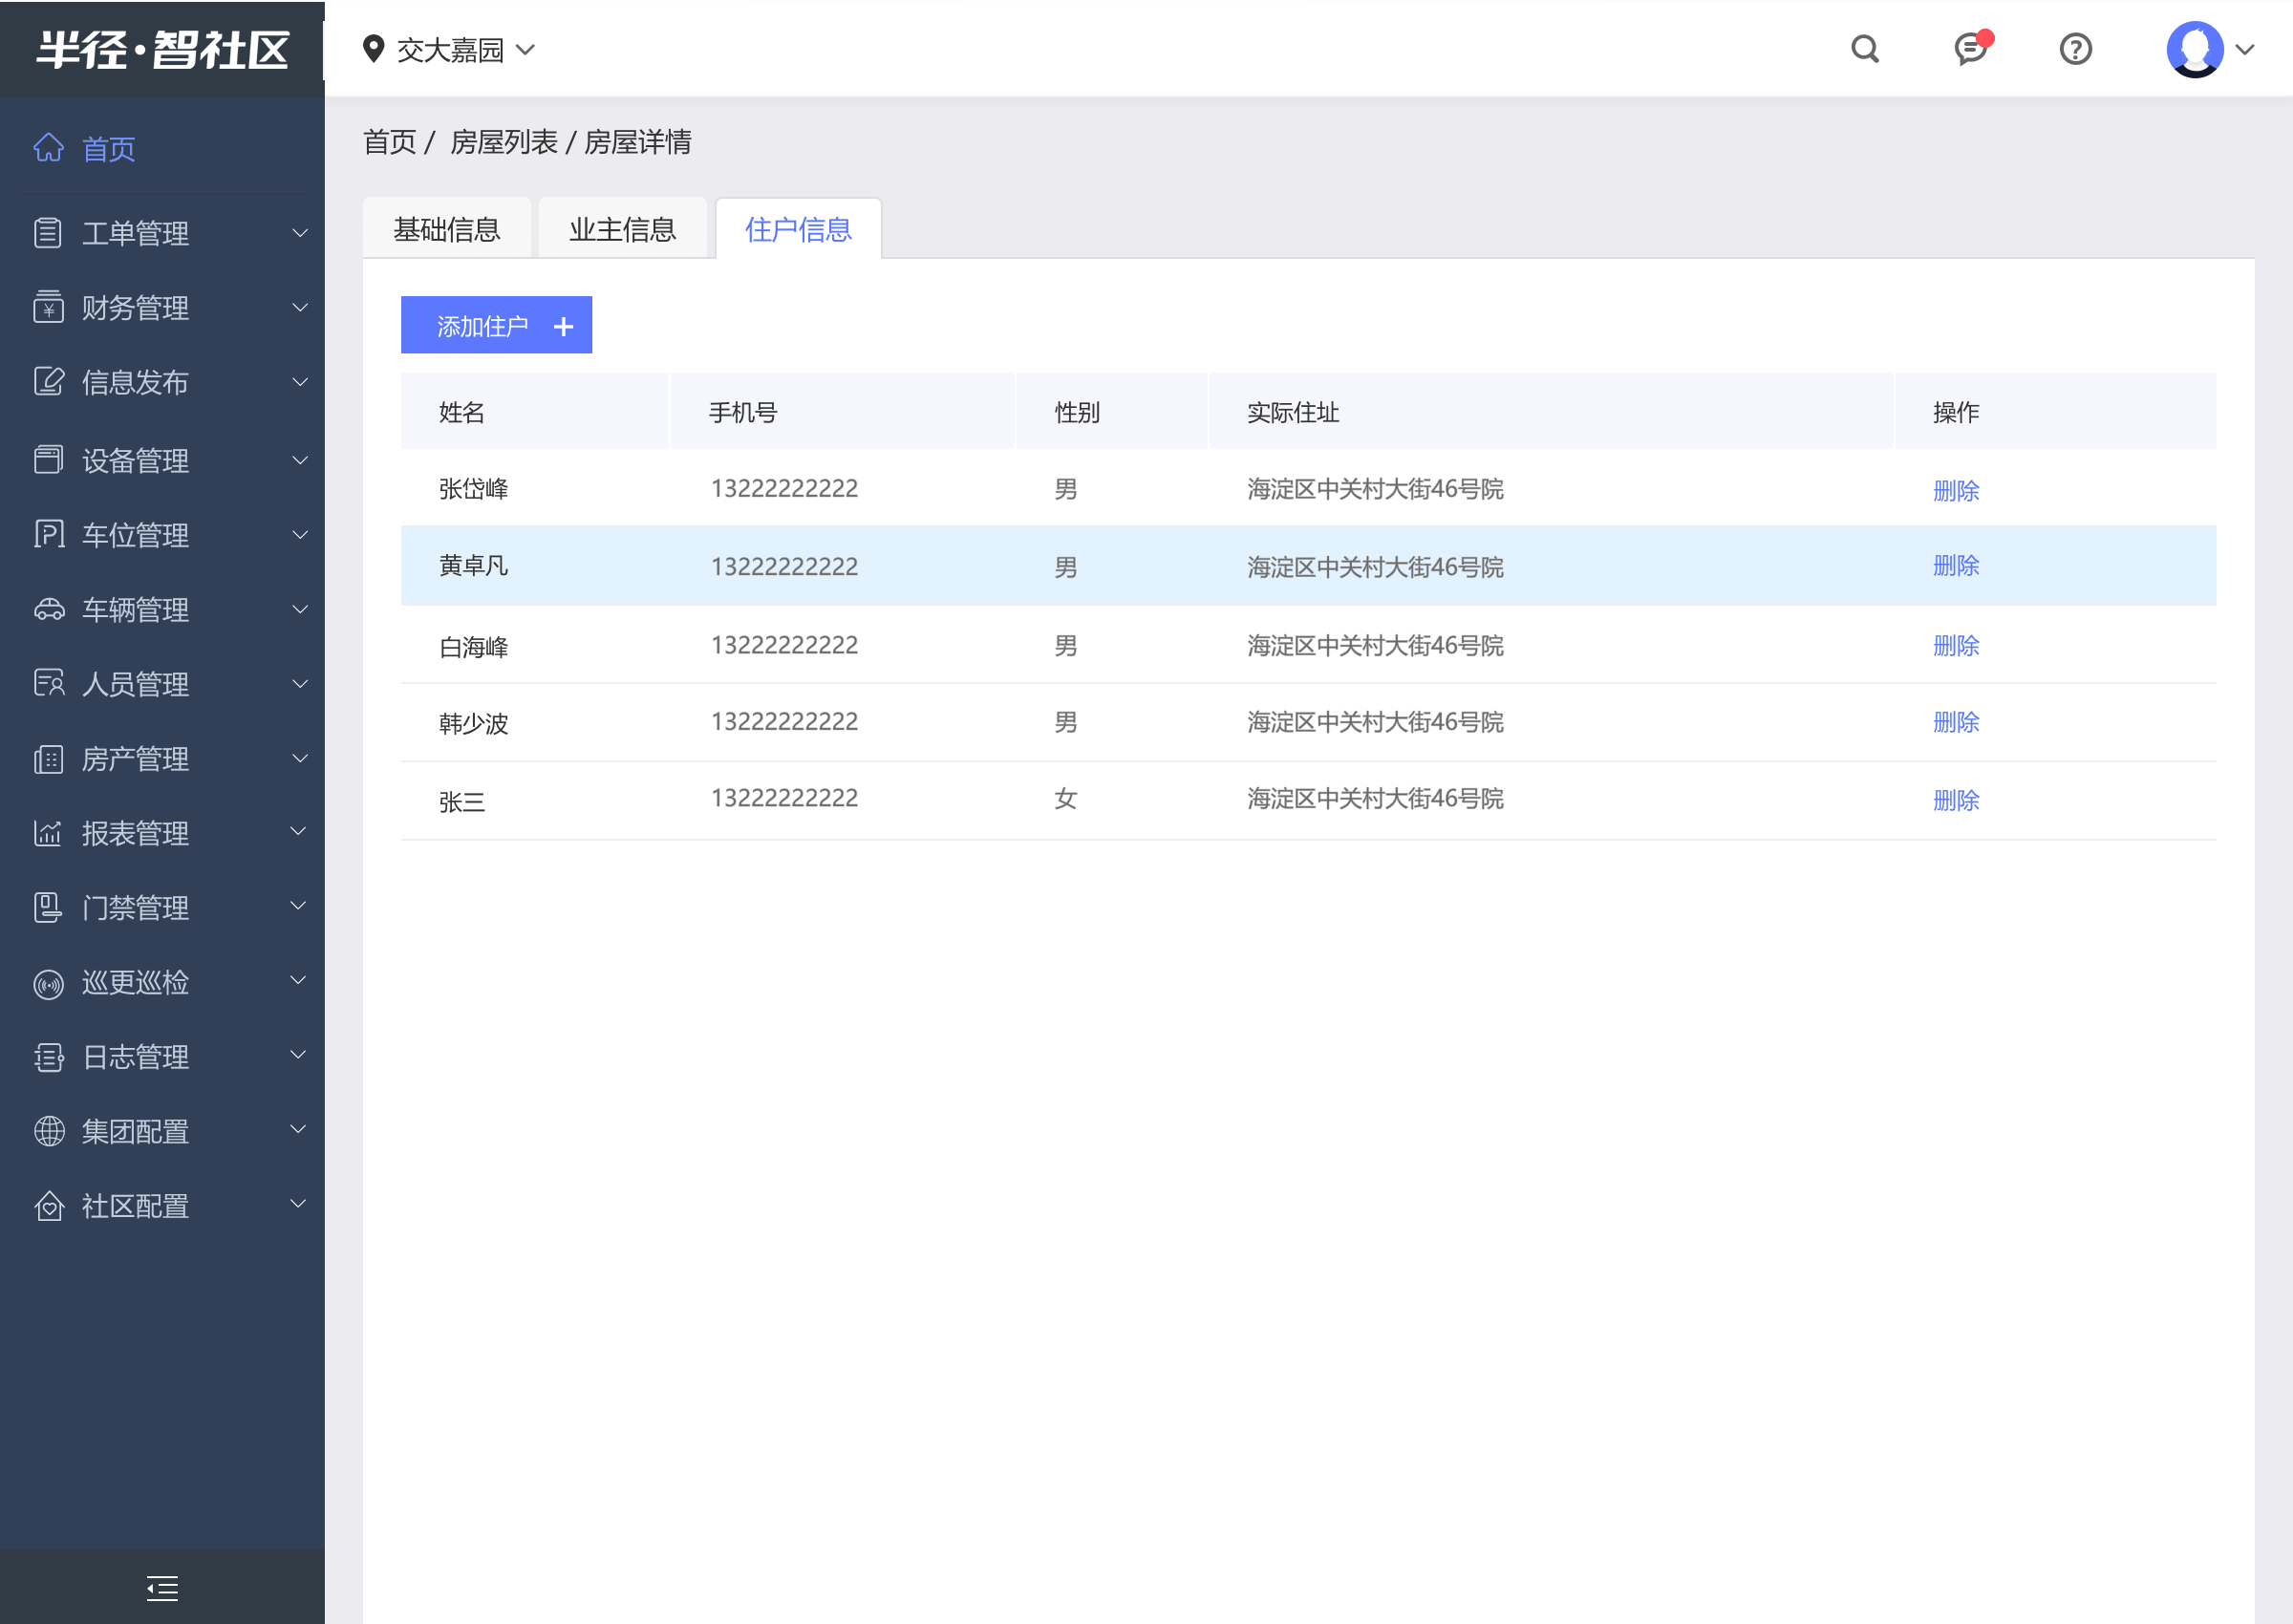 半径·智社区
交大嘉园
首页
工单管理
财务管理
信息发布
设备管理
车位管理
车辆管理
人员管理
房产管理
报表管理
门禁管理
巡更巡检
日志管理
集团配置
社区配置
首页 / 房屋列表 / 房屋详情
基础信息 业主信息 住户信息
添加住户 +
姓名 手机号 性别 实际住址 操作
张岱峰 13222222222 男 海淀区中关村大街46号院 删除
黄卓凡 13222222222 男 海淀区中关村大街46号院 删除
白海峰 13222222222 男 海淀区中关村大街46号院 删除
韩少波 13222222222 男 海淀区中关村大街46号院 删除
张三 13222222222 女 海淀区中关村大街46号院 删除